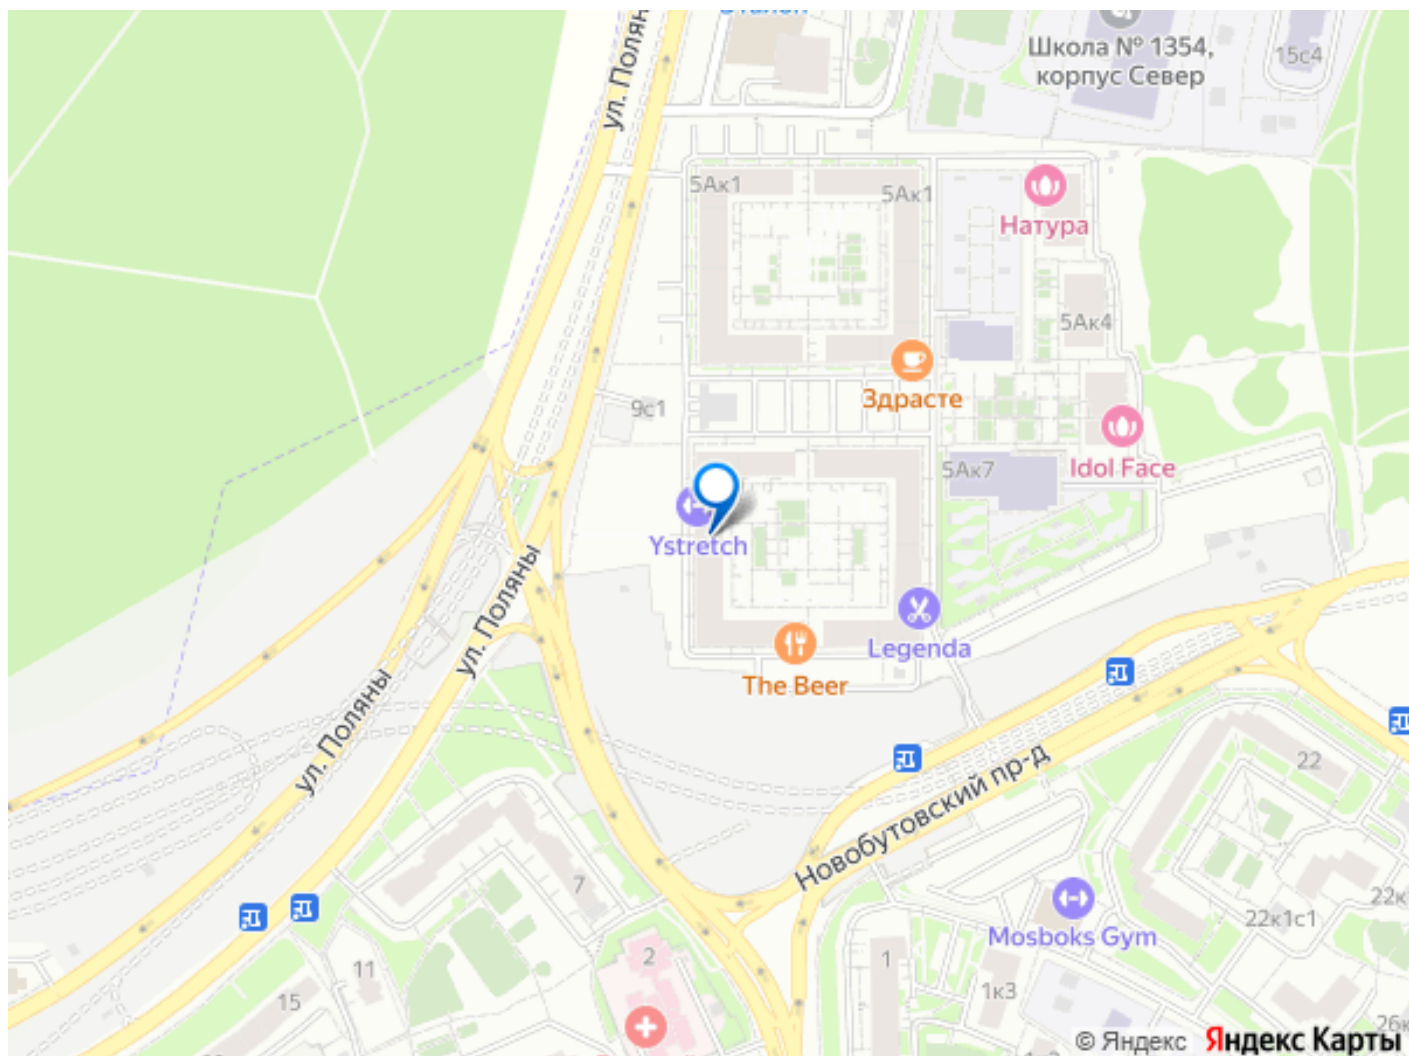 Эталон
ул. Поляны
Школа № 1354,
корпус Север
15с4
5Ак1
5Ак1
Натура
5Ак4
Здрасте
9с1
5Ак7
Idol Face
Ystretch
ул. Поляны
Legenda
The Beer
ул. Поляны
Новобутовский пр-д
22
7
22к1с1
Mosboks Gym
2
1
11
1к3
15
26к
© Яндекс Яндекс Карты